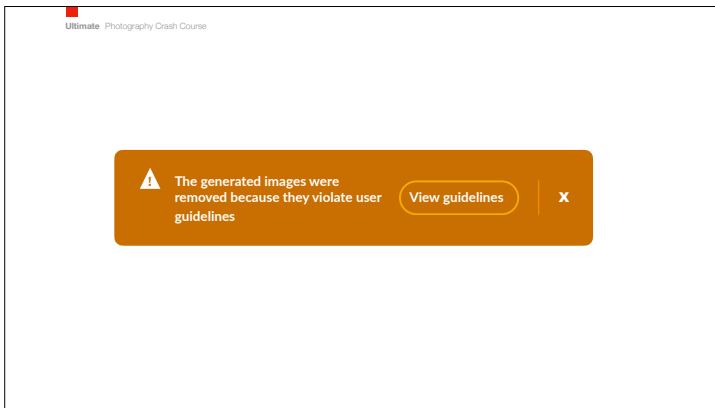 Ultimate Photography Crash Course
!
The generated images were
removed because they violate user
guidelines
View guidelines
X